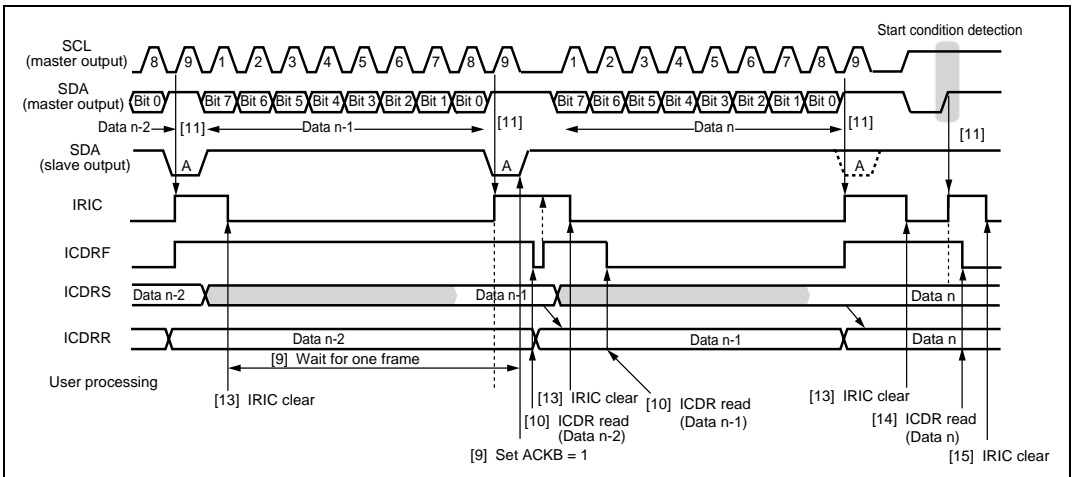 Start condition detection
SCL
(master output)
8 9 1 2 3 4 5 6 7 8 9 1 2 3 4 5 6 7 8 9
SDA
(master output)
Bit 0 Bit 7 Bit 6 Bit 5 Bit 4 Bit 3 Bit 2 Bit 1 Bit 0 Bit 7 Bit 6 Bit 5 Bit 4 Bit 3 Bit 2 Bit 1 Bit 0
Data n-2 [11] Data n-1 [11] Data n [11] [11]
SDA
(slave output)
A A A
IRIC
ICDRF
ICDRS
Data n-2 Data n-1 Data n
ICDRR
Data n-2 Data n-1 Data n
[9] Wait for one frame
User processing
[13] IRIC clear
[13] IRIC clear
[10] ICDR read
(Data n-2)
[10] ICDR read
(Data n-1)
[13] IRIC clear
[14] ICDR read
(Data n)
[9] Set ACKB = 1
[15] IRIC clear